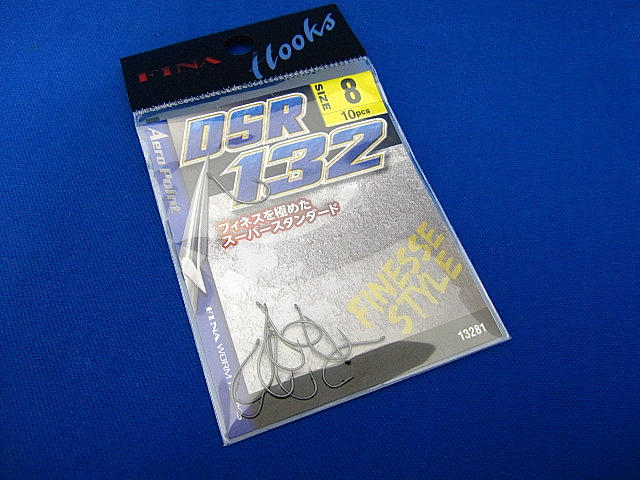 FINA Hooks
SIZE 8
10pcs
DSR
132
Aero Point
フィネスを極めた
スーパースタンダード
FINESSE
STYLE
FINA WORM
13281